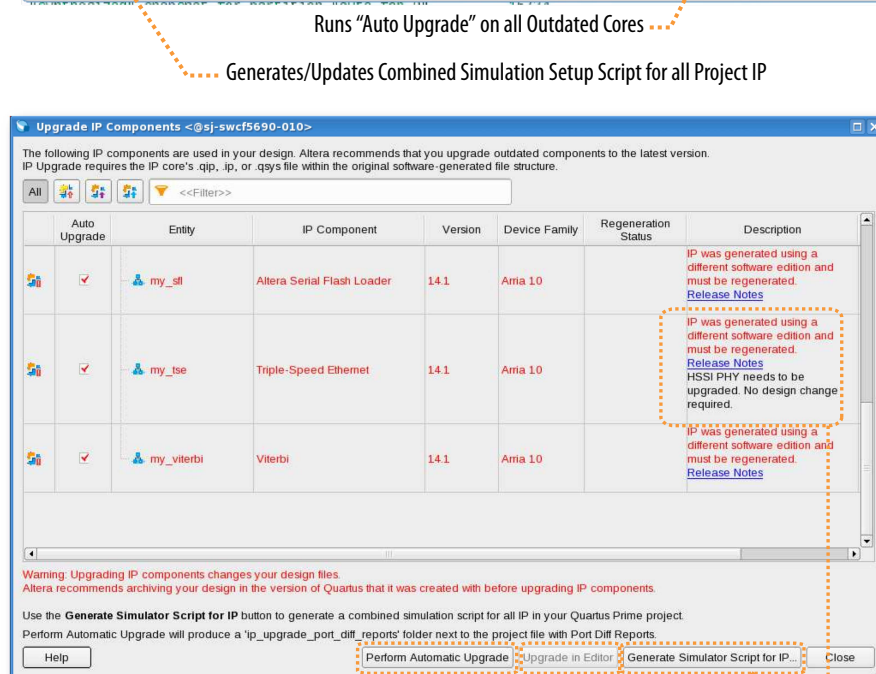 Runs “Auto Upgrade” on all Outdated Cores
Generates/Updates Combined Simulation Setup Script for all Project IP
Upgrade IP Components <@sj-swcf5690-010>
The following IP components are used in your design. Altera recommends that you upgrade outdated components to the latest version.
IP Upgrade requires the IP core's .qip, .ip, or .qsys file within the original software-generated file structure.
All <<Filter>>
Auto Upgrade Entity IP Component Version Device Family Regeneration Status Description
my_sfl Altera Serial Flash Loader 14.1 Arria 10
IP was generated using a
different software edition and
must be regenerated.
Release Notes
my_tse Triple-Speed Ethernet 14.1 Arria 10
IP was generated using a
different software edition and
must be regenerated.
Release Notes
HSSI PHY needs to be
upgraded. No design change
required.
my_viterbi Viterbi 14.1 Arria 10
IP was generated using a
different software edition and
must be regenerated.
Release Notes
Warning: Upgrading IP components changes your design files.
Altera recommends archiving your design in the version of Quartus that it was created with before upgrading IP components.
Use the Generate Simulator Script for IP button to generate a combined simulation script for all IP in your Quartus Prime project.
Perform Automatic Upgrade will produce a 'ip_upgrade_port_diff_reports' folder next to the project file with Port Diff Reports.
Help Perform Automatic Upgrade Upgrade in Editor Generate Simulator Script for IP... Close